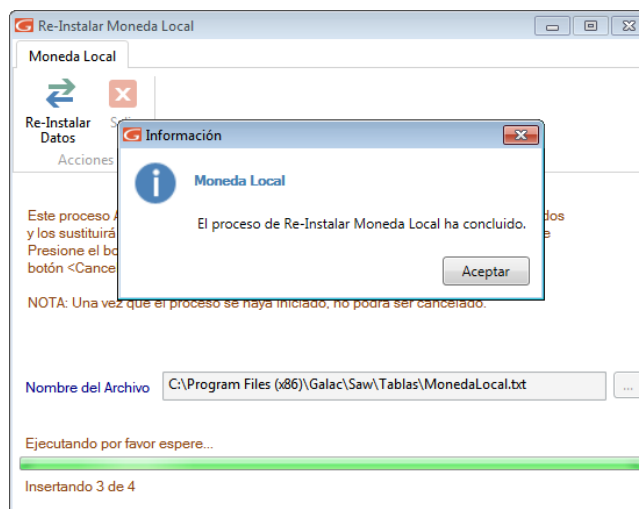 Re-Instalar Moneda Local
Moneda Local
Re-Instalar
Datos
Acciones
Información
Moneda Local
El proceso de Re-Instalar Moneda Local ha concluido.
Aceptar
Este proceso
y los sustituirá
Presione el
botón <Cance
NOTA: Una vez que el proceso se haya iniciado, no podrá ser cancelado.
Nombre del Archivo C:\Program Files (x86)\Galac\Saw\Tablas\MonedaLocal.txt ...
Ejecutando por favor espere...
Insertando 3 de 4